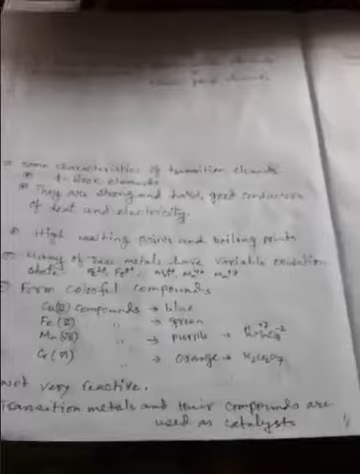 Some characteristics of transition elements
d-block elements
They are strong and hard, good conductors
of heat and electricity.
High melting points and boiling points
Many of these metals have variable oxidation
state.
Form colorful compounds
Cu(II) compounds → blue
Fe(II) " → green
Mn(VII) " → purple →
Cr(VI) " → orange → K2Cr2O7
Not very reactive.
Transition metals and their compounds are
used as catalysts